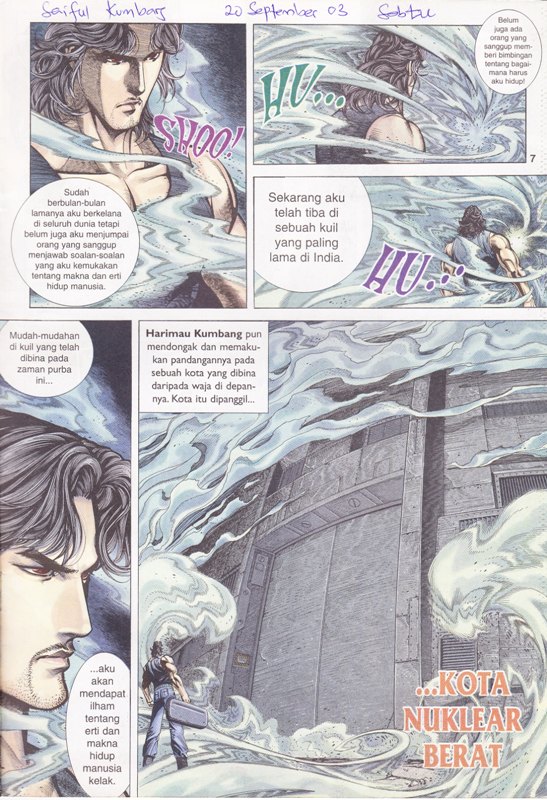 Saiful Kumbang 20 September 03 Sabtu
SHOO!
Sudah
berbulan-bulan
lamanya aku berkelana
di seluruh dunia tetapi
belum juga aku menjumpai
orang yang sanggup
menjawab soalan-soalan
yang aku kemukakan
tentang makna dan erti
hidup manusia.
HU...
Belum
juga ada
orang yang
sanggup mem-
beri bimbingan
tentang bagai-
mana harus
aku hidup!
7
Sekarang aku
telah tiba di
sebuah kuil
yang paling
lama di India.
HU...
Mudah-mudahan
di kuil yang telah
dibina pada
zaman purba
ini...
...aku
akan
mendapat
ilham
tentang
erti dan
makna
hidup
manusia
kelak.
Harimau Kumbang pun
mendongak dan memaku-
kan pandangannya pada
sebuah kota yang dibina
daripada waja di depan-
nya. Kota itu dipanggil...
...KOTA
NUKLEAR
BERAT